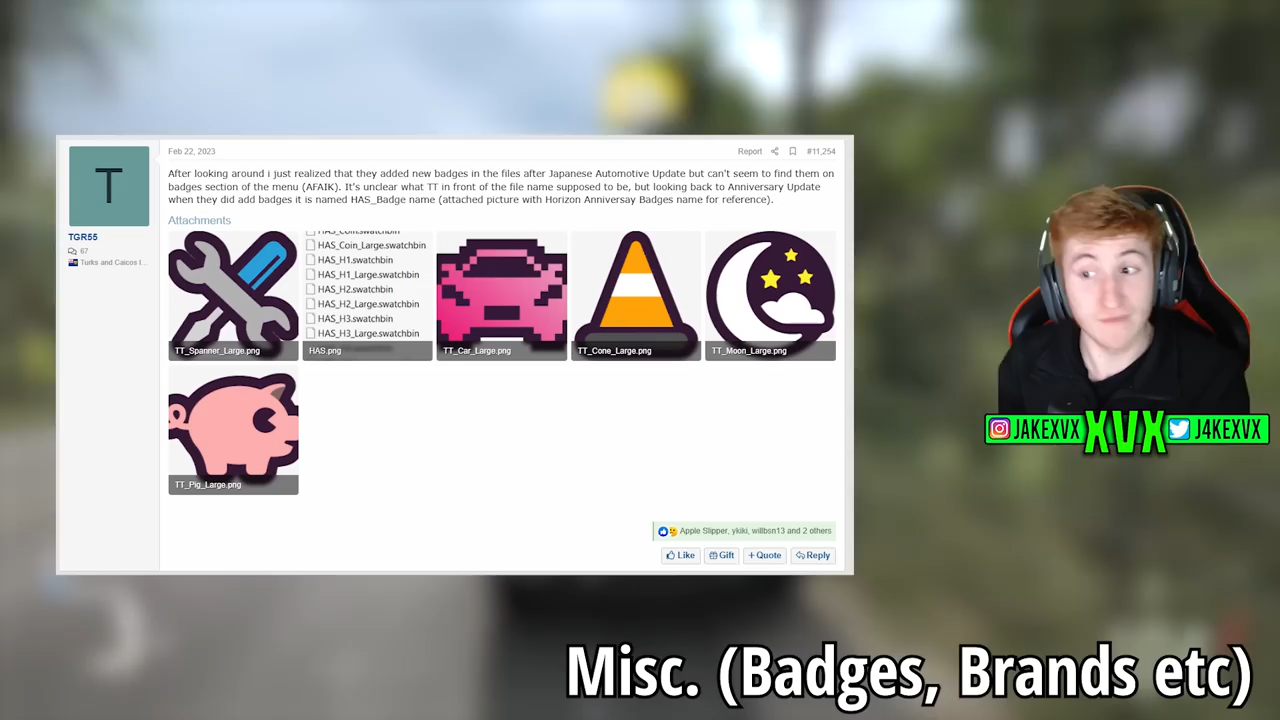 T
TGR55
67
Turks and Caicos I...
Feb 22, 2023
Report
#11,254
After looking around i just realized that they added new badges in the files after Japanese Automotive Update but can't seem to find them on
badges section of the menu (AFAIK). It's unclear what TT in front of the file name supposed to be, but looking back to Anniversary Update
when they did add badges it is named HAS_Badge name (attached picture with Horizon Anniversay Badges name for reference).
Attachments
TT_Spanner_Large.png
HAS_Coin.swatchbin
HAS_Coin_Large.swatchbin
HAS_H1.swatchbin
HAS_H1_Large.swatchbin
HAS_H2.swatchbin
HAS_H2_Large.swatchbin
HAS_H3.swatchbin
HAS_H3_Large.swatchbin
HAS.png
TT_Car_Large.png
TT_Cone_Large.png
TT_Moon_Large.png
TT_Pig_Large.png
Apple Slipper, ykiki, willbsn13 and 2 others
Like
Gift
+ Quote
Reply
JAKEXVX
XVX
J4KEXVX
Misc. (Badges, Brands etc)